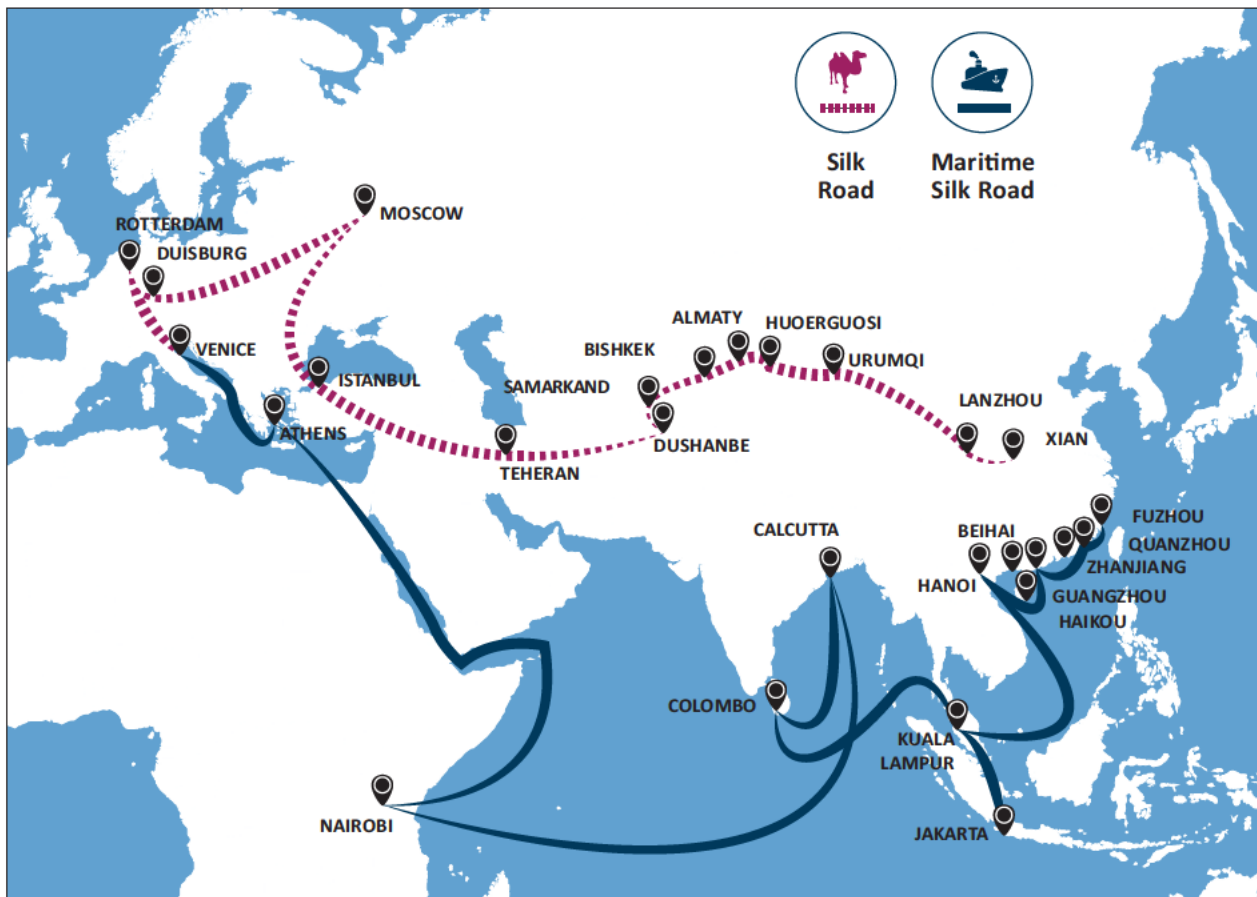 Silk
Road
Maritime
Silk Road
MOSCOW
ROTTERDAM
DUISBURG
VENICE
ISTANBUL
ATHENS
TEHERAN
SAMARKAND
DUSHANBE
BISHKEK
ALMATY
HUOERGUOSI
URUMQI
LANZHOU
XIAN
CALCUTTA
BEIHAI
HANOI
FUZHOU
QUANZHOU
ZHANJIANG
GUANGZHOU
HAIKOU
COLOMBO
KUALA
LAMPUR
NAIROBI
JAKARTA